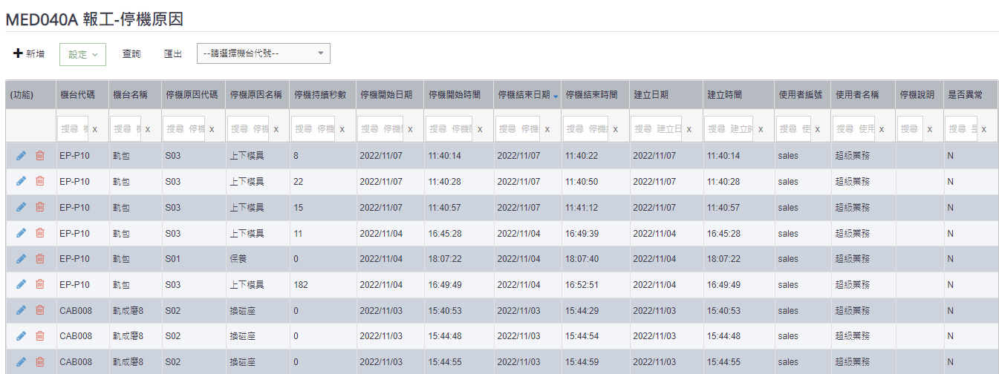 MED040A 報工-停機原因
新增 設定 查詢 匯出 --請選擇機台代號--
(功能) 機台代碼 機台名稱 停機原因代碼 停機原因名稱 停機持續秒數 停機開始日期 停機開始時間 停機結束日期 停機結束時間 建立日期 建立時間 使用者編號 使用者名稱 停機說明 是否異常
搜尋 x 搜尋 x 搜尋 停機 x 搜尋 停機 x 搜尋 停機 x 搜尋 停機 x 搜尋 停機 x 搜尋 停機 x 搜尋 停機 x 搜尋 建立日 x 搜尋 建立時 x 搜尋 使 x 搜尋 使用 x 搜尋 x 搜尋 是 x
EP-P10 軌包 S03 上下模具 8 2022/11/07 11:40:14 2022/11/07 11:40:22 2022/11/07 11:40:14 sales 超級業務 N
EP-P10 軌包 S03 上下模具 22 2022/11/07 11:40:28 2022/11/07 11:40:50 2022/11/07 11:40:28 sales 超級業務 N
EP-P10 軌包 S03 上下模具 15 2022/11/07 11:40:57 2022/11/07 11:41:12 2022/11/07 11:40:57 sales 超級業務 N
EP-P10 軌包 S03 上下模具 11 2022/11/04 16:45:28 2022/11/04 16:49:39 2022/11/04 16:45:28 sales 超級業務 N
EP-P10 軌包 S01 保養 0 2022/11/04 18:07:22 2022/11/04 18:07:40 2022/11/04 18:07:22 sales 超級業務 N
EP-P10 軌包 S03 上下模具 182 2022/11/04 16:49:49 2022/11/04 16:52:51 2022/11/04 16:49:49 sales 超級業務 N
CAB008 軌成磨8 S02 換磁座 0 2022/11/03 15:40:53 2022/11/03 15:44:29 2022/11/03 15:40:53 sales 超級業務 N
CAB008 軌成磨8 S02 換磁座 0 2022/11/03 15:44:48 2022/11/03 15:44:54 2022/11/03 15:44:48 sales 超級業務 N
CAB008 軌成磨8 S02 換磁座 0 2022/11/03 15:44:55 2022/11/03 15:44:59 2022/11/03 15:44:55 sales 超級業務 N